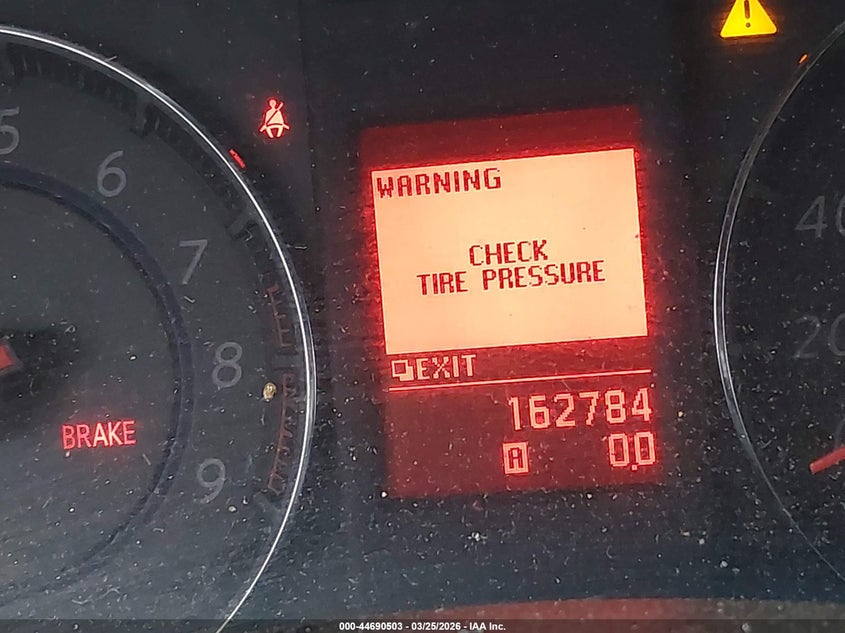 5
6
7
8
9
BRAKE
WARNING
CHECK
TIRE PRESSURE
EXIT
162784
A 0.0
40
20
000-44690503 / 03/25/2026 - IAA Inc.